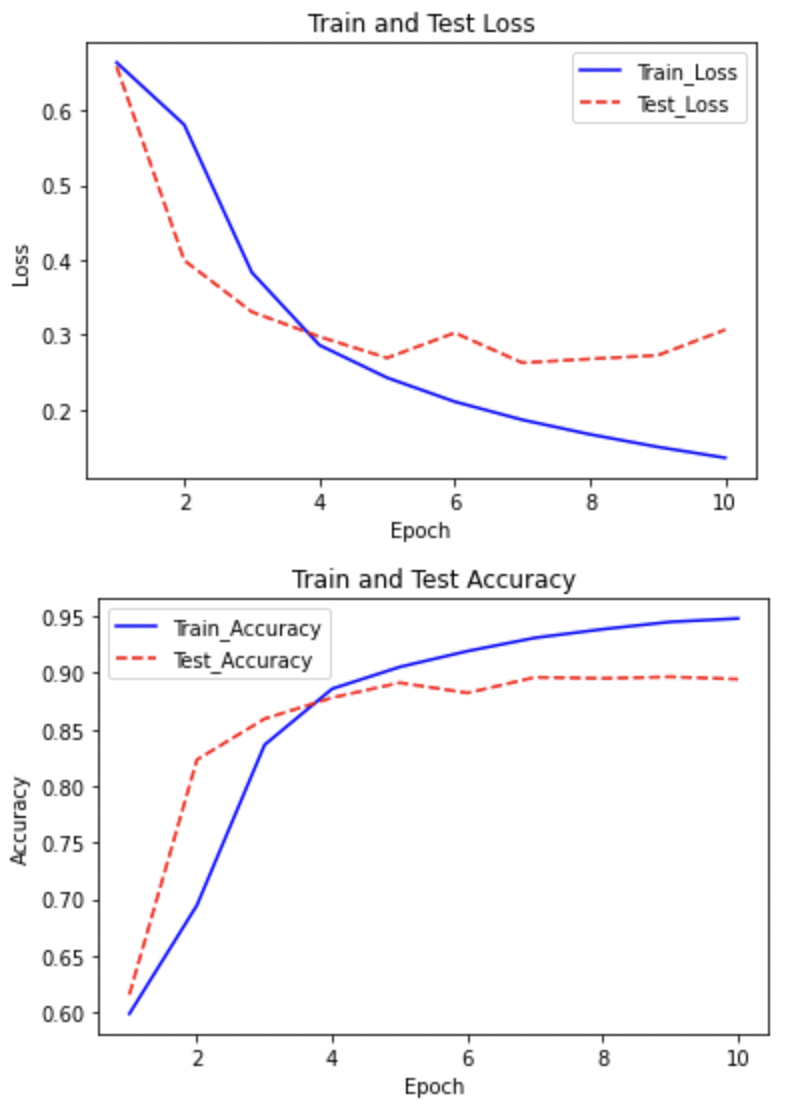 Train and Test Loss
Train_Loss
Test_Loss
0.6
0.5
0.4
0.3
0.2
Loss
2 4 6 8 10
Epoch
Train and Test Accuracy
Train_Accuracy
Test_Accuracy
0.95
0.90
0.85
0.80
0.75
0.70
0.65
0.60
Accuracy
2 4 6 8 10
Epoch